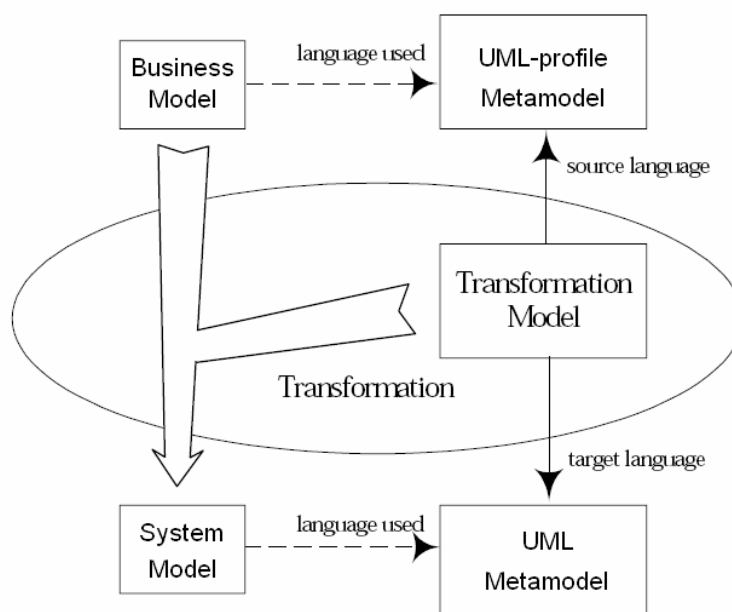 Business
Model
language used
UML-profile
Metamodel
source language
Transformation
Model
Transformation
target language
System
Model
language used
UML
Metamodel